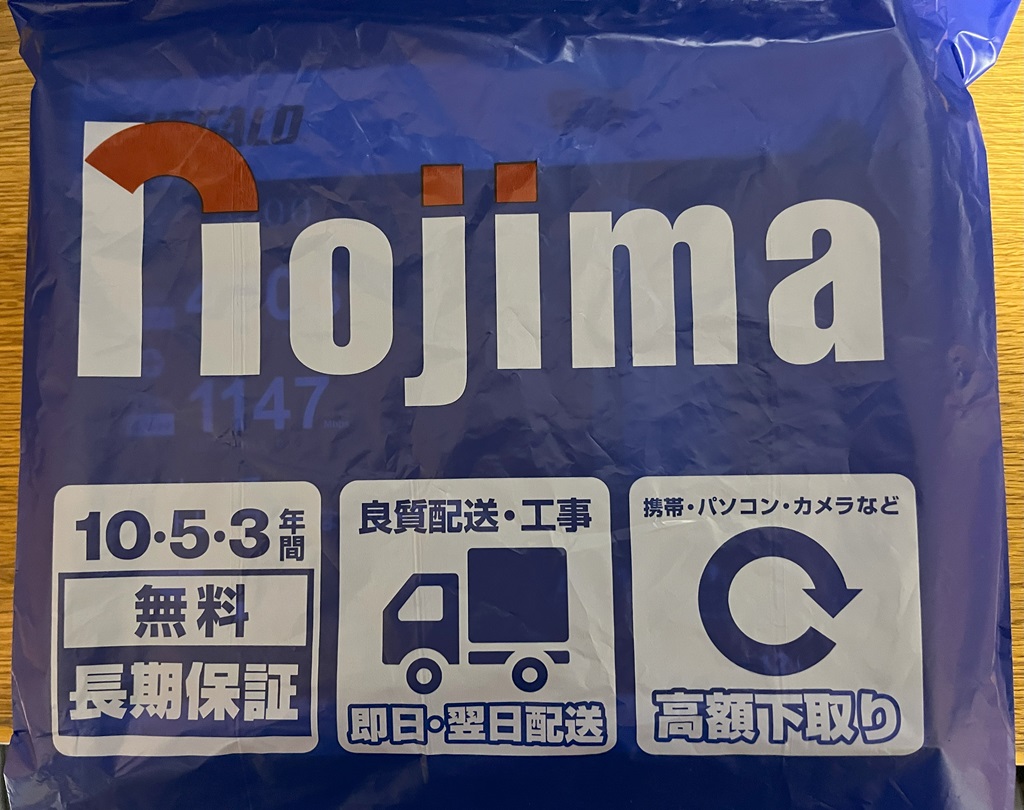 nojima
1147
10・5・3年間
無料
長期保証
良質配送・工事
即日・翌日配送
携帯・パソコン・カメラなど
高額下取り